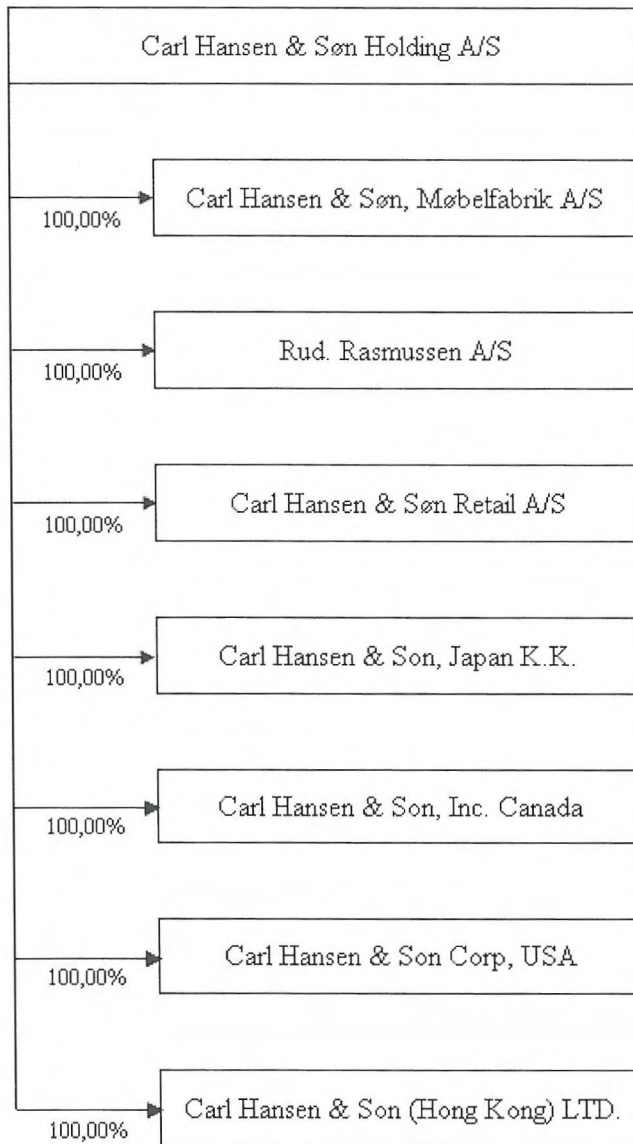 Carl Hansen & Søn Holding A/S
Carl Hansen & Søn, Møbelfabrik A/S
100,00%
Rud. Rasmussen A/S
100,00%
Carl Hansen & Søn Retail A/S
100,00%
Carl Hansen & Son, Japan K.K.
100,00%
Carl Hansen & Son, Inc. Canada
100,00%
Carl Hansen & Son Corp, USA
100,00%
Carl Hansen & Son (Hong Kong) LTD.
100,00%